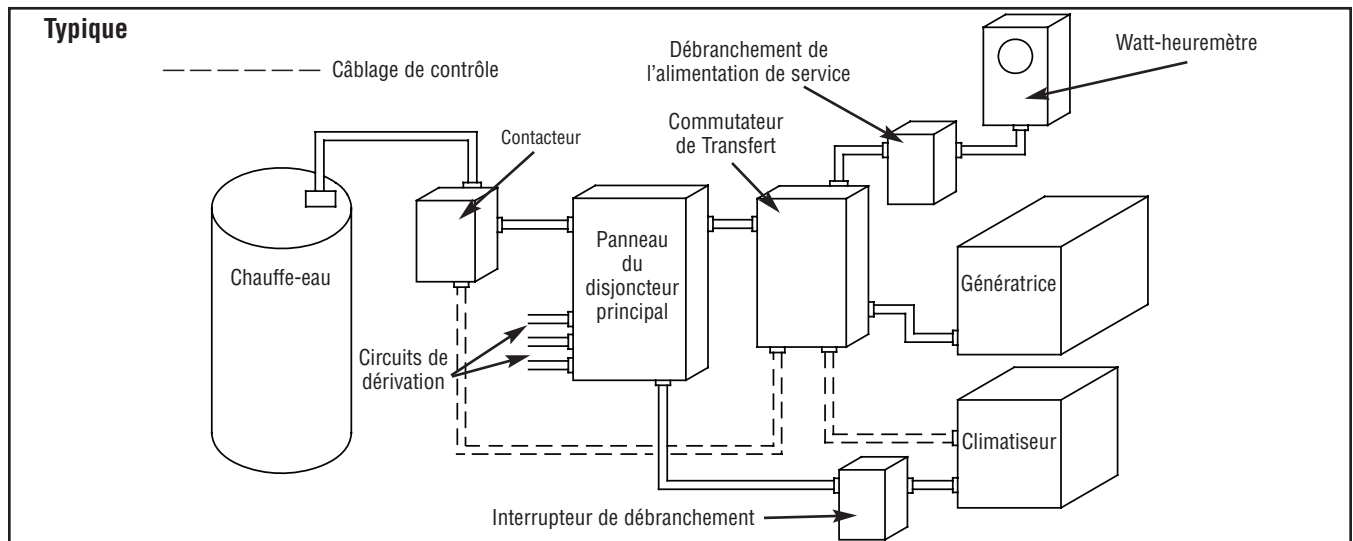 Typique
Câblage de contrôle
Débranchement de
l'alimentation de service
Watt-heuremètre
Contacteur
Commutateur
de Transfert
Chauffe-eau
Panneau
du
disjoncteur
principal
Génératrice
Circuits de
dérivation
Climatiseur
Interrupteur de débranchement